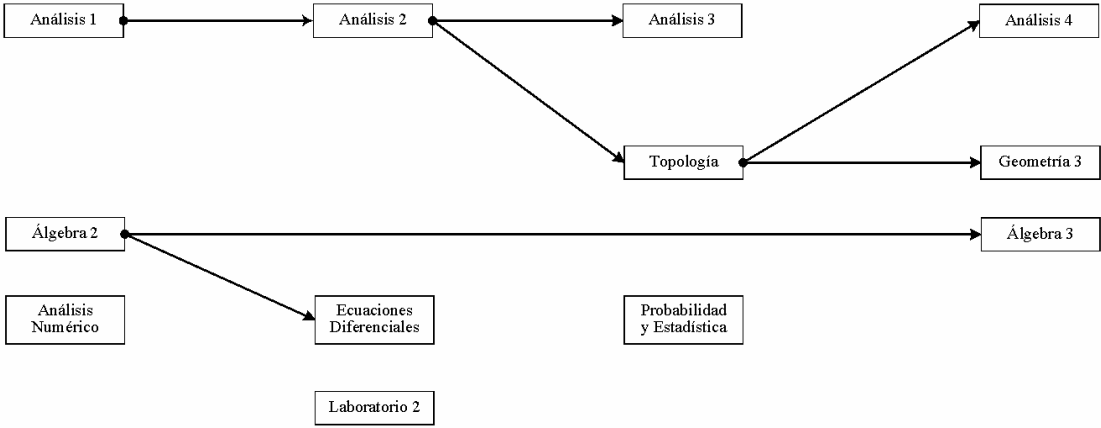 Análisis 1
Análisis 2
Análisis 3
Análisis 4
Topología
Geometría 3
Álgebra 2
Álgebra 3
Análisis
Numérico
Ecuaciones
Diferenciales
Probabilidad
y Estadística
Laboratorio 2